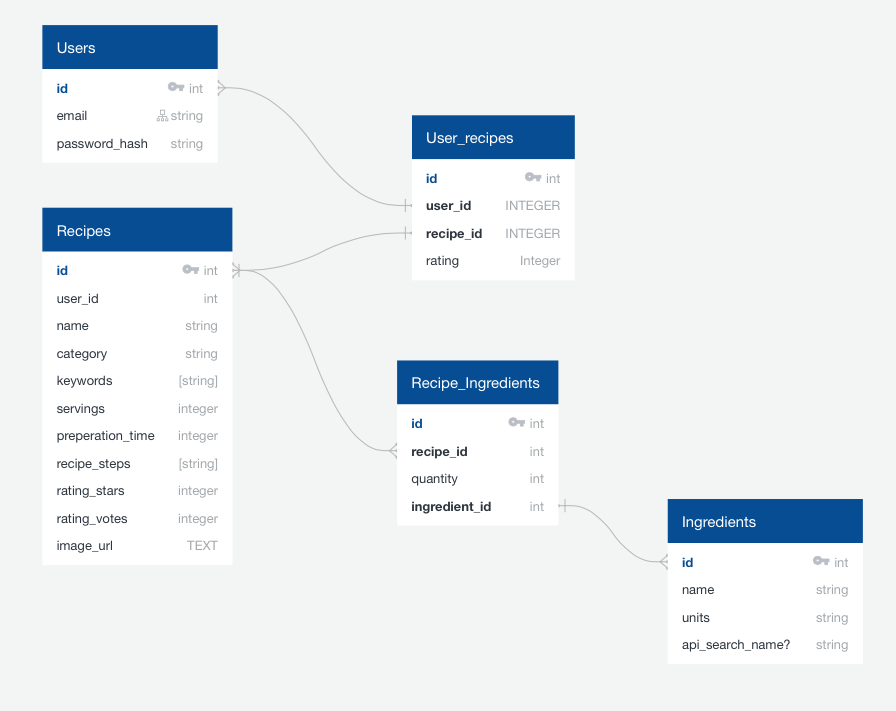 Users
id int
email string
password_hash string
User_recipes
id int
user_id INTEGER
recipe_id INTEGER
rating Integer
Recipes
id int
user_id int
name string
category string
keywords [string]
servings integer
preperation_time integer
recipe_steps [string]
rating_stars integer
rating_votes integer
image_url TEXT
Recipe_Ingredients
id int
recipe_id int
quantity int
ingredient_id int
Ingredients
id int
name string
units string
api_search_name? string